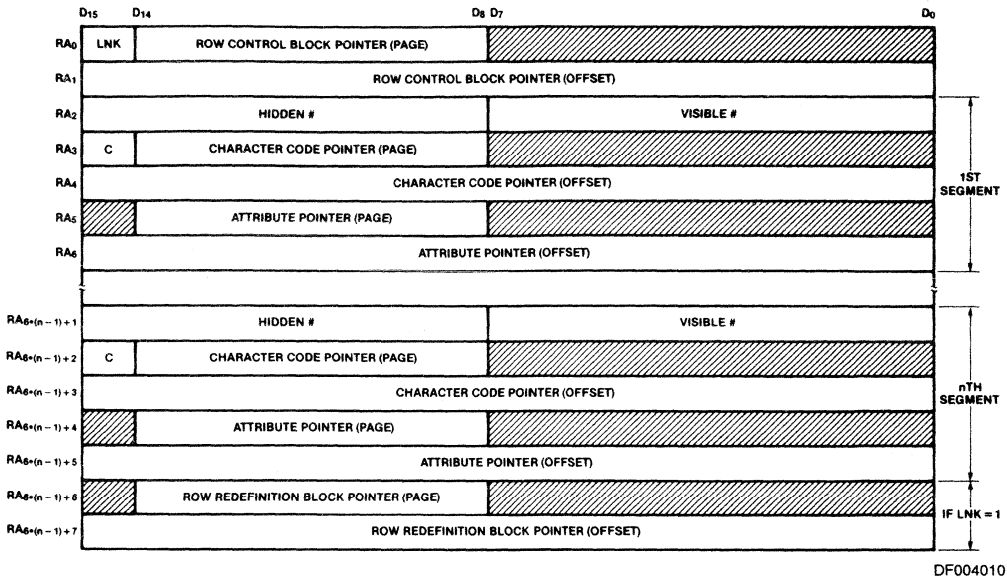 D15 D14 D8 D7 D0
RA0 LNK ROW CONTROL BLOCK POINTER (PAGE)
RA1 ROW CONTROL BLOCK POINTER (OFFSET)
RA2 HIDDEN # VISIBLE #
RA3 C CHARACTER CODE POINTER (PAGE)
1ST
SEGMENT
RA4 CHARACTER CODE POINTER (OFFSET)
RA5 ATTRIBUTE POINTER (PAGE)
RA6 ATTRIBUTE POINTER (OFFSET)
RA6*(n – 1) + 1 HIDDEN # VISIBLE #
RA6*(n – 1) + 2 C CHARACTER CODE POINTER (PAGE)
RA6*(n – 1) + 3 CHARACTER CODE POINTER (OFFSET)
nTH
SEGMENT
RA6*(n – 1) + 4 ATTRIBUTE POINTER (PAGE)
RA6*(n – 1) + 5 ATTRIBUTE POINTER (OFFSET)
RA6*(n – 1) + 6 ROW REDEFINITION BLOCK POINTER (PAGE)
IF LNK = 1
RA6*(n – 1) + 7 ROW REDEFINITION BLOCK POINTER (OFFSET)
DF004010